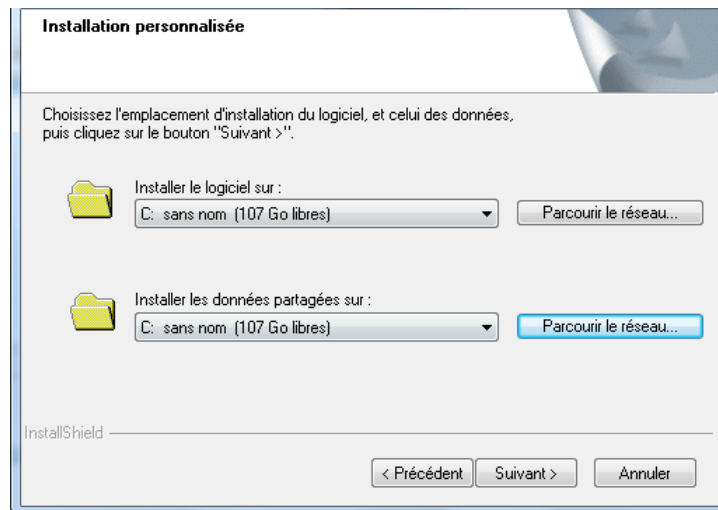 Installation personnalisée
Choisissez l'emplacement d'installation du logiciel, et celui des données,
puis cliquez sur le bouton "Suivant >".
Installer le logiciel sur :
C: sans nom (107 Go libres)
Parcourir le réseau...
Installer les données partagées sur :
C: sans nom (107 Go libres)
Parcourir le réseau...
InstallShield
< Précédent
Suivant >
Annuler